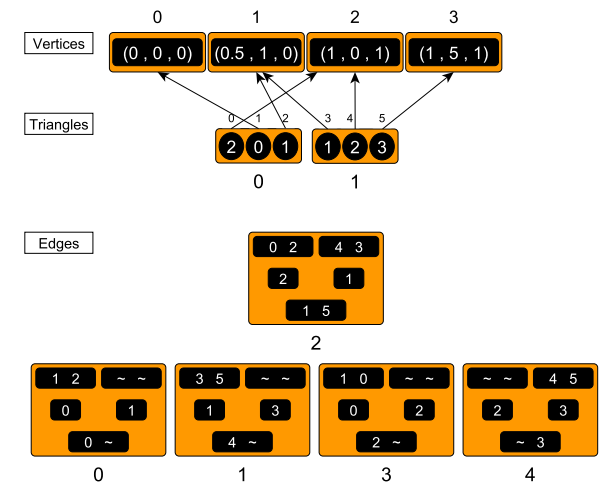 0 1 2 3
Vertices (0 , 0 , 0) (0.5 , 1 , 0) (1 , 0 , 1) (1 , 5 , 1)
0 1 2 3 4 5
Triangles 2 0 1 1 2 3
0 1
Edges 0 2 4 3
2 1
1 5
2
1 2 ~ ~ 3 5 ~ ~ 1 0 ~ ~ ~ ~ 4 5
0 1 1 3 0 2 2 3
0 ~ 4 ~ 2 ~ ~ 3
0 1 3 4